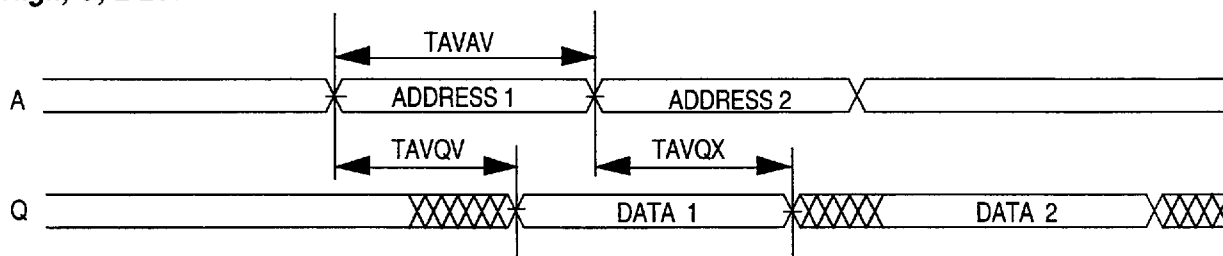 TAVAV
A ADDRESS 1 ADDRESS 2
TAVQV TAVQX
Q DATA 1 DATA 2